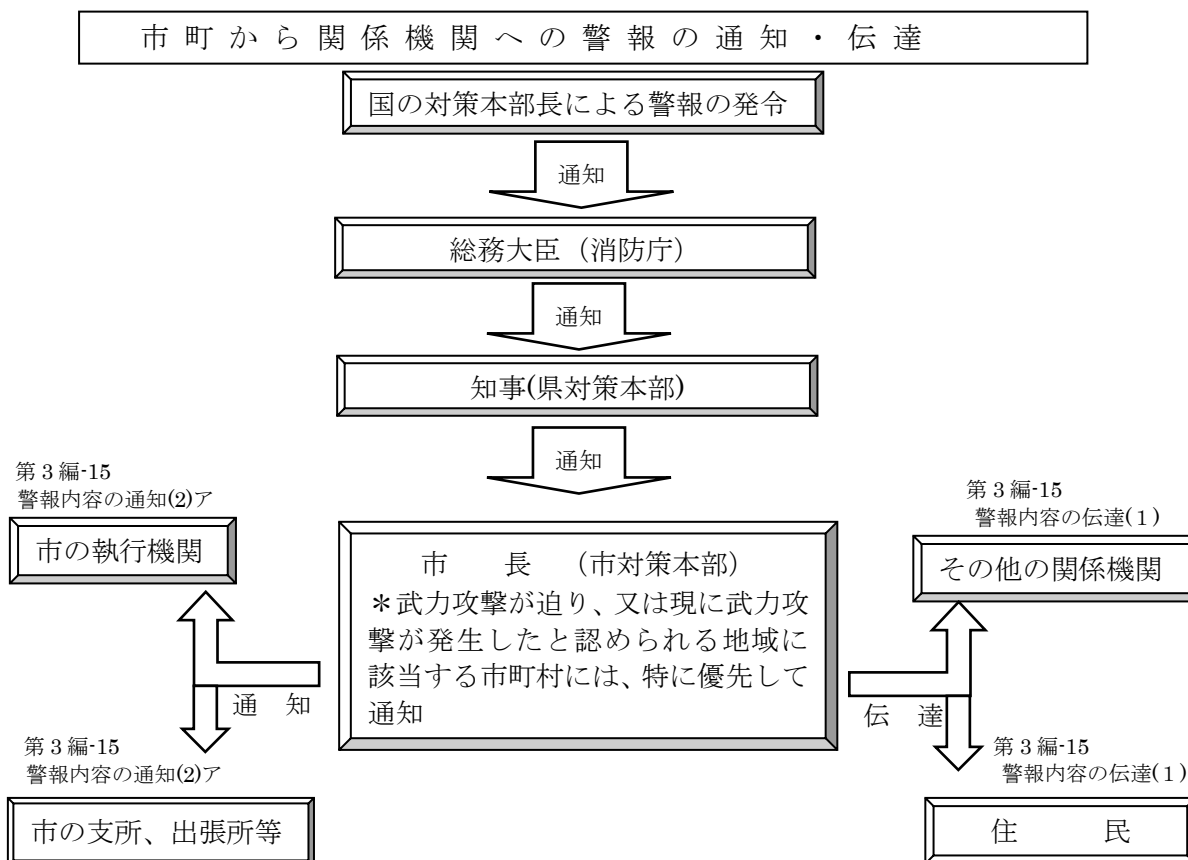 市町から関係機関への警報の通知・伝達
国の対策本部長による警報の発令
通知
総務大臣（消防庁）
通知
知事(県対策本部)
通知
第３編-15
警報内容の通知(2)ア
市の執行機関
第３編-15
警報内容の伝達(１)
その他の関係機関
市　長　（市対策本部）
＊武力攻撃が迫り、又は現に武力攻
撃が発生したと認められる地域に
該当する市町村には、特に優先して
通知
通　知
伝　達
第３編-15
警報内容の通知(2)ア
市の支所、出張所等
第３編-15
警報内容の伝達(１)
住　民